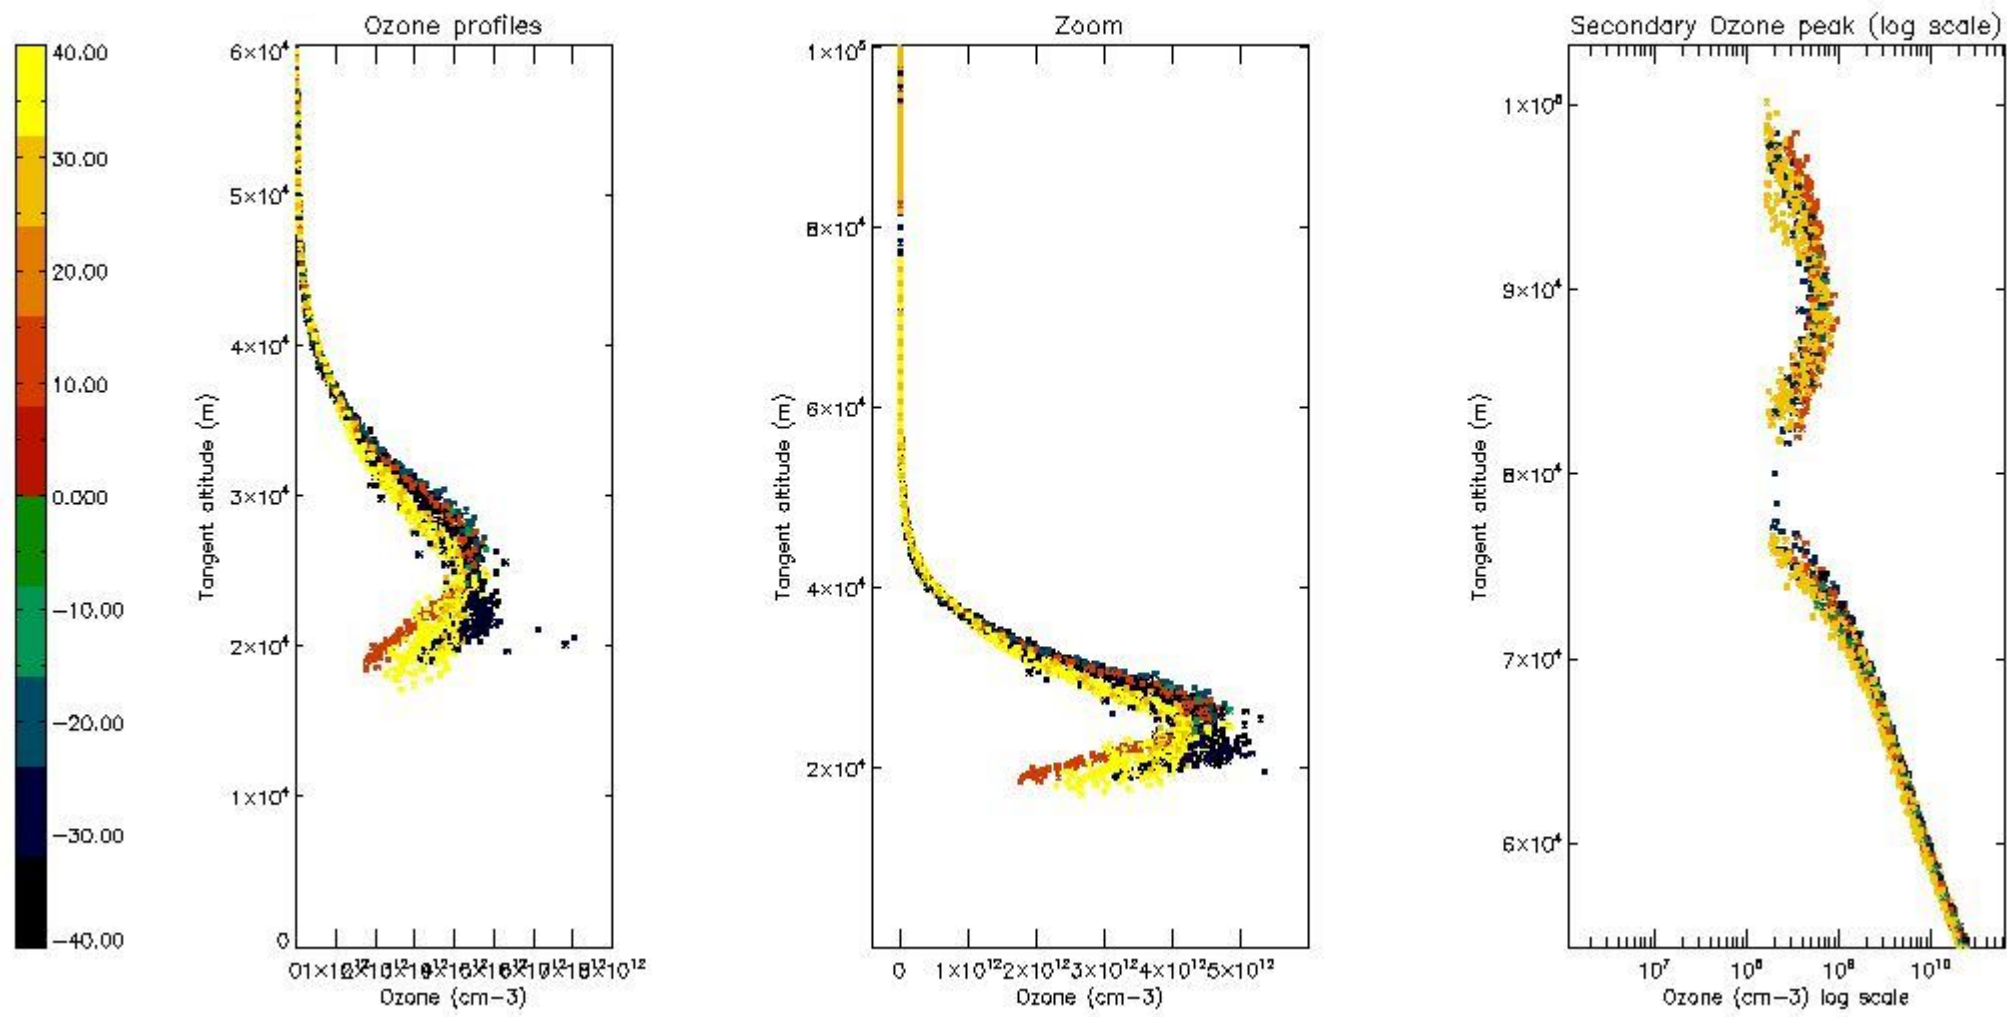 Ozone profiles
Zoom
Secondary Ozone peak (log scale)
40.00
30.00
20.00
10.00
0.000
−10.00
−20.00
−30.00
−40.00
6×10⁴
5×10⁴
4×10⁴
3×10⁴
2×10⁴
1×10⁴
0
Tangent altitude (m)
Ozone (cm−3)
1×10⁵
8×10⁴
6×10⁴
4×10⁴
2×10⁴
Tangent altitude (m)
0 1×10¹² 2×10¹² 3×10¹² 4×10¹² 5×10¹²
Ozone (cm−3)
9×10⁴
8×10⁴
7×10⁴
6×10⁴
Tangent altitude (m)
10⁷ 10⁸ 10⁹ 10¹⁰
Ozone (cm−3) log scale